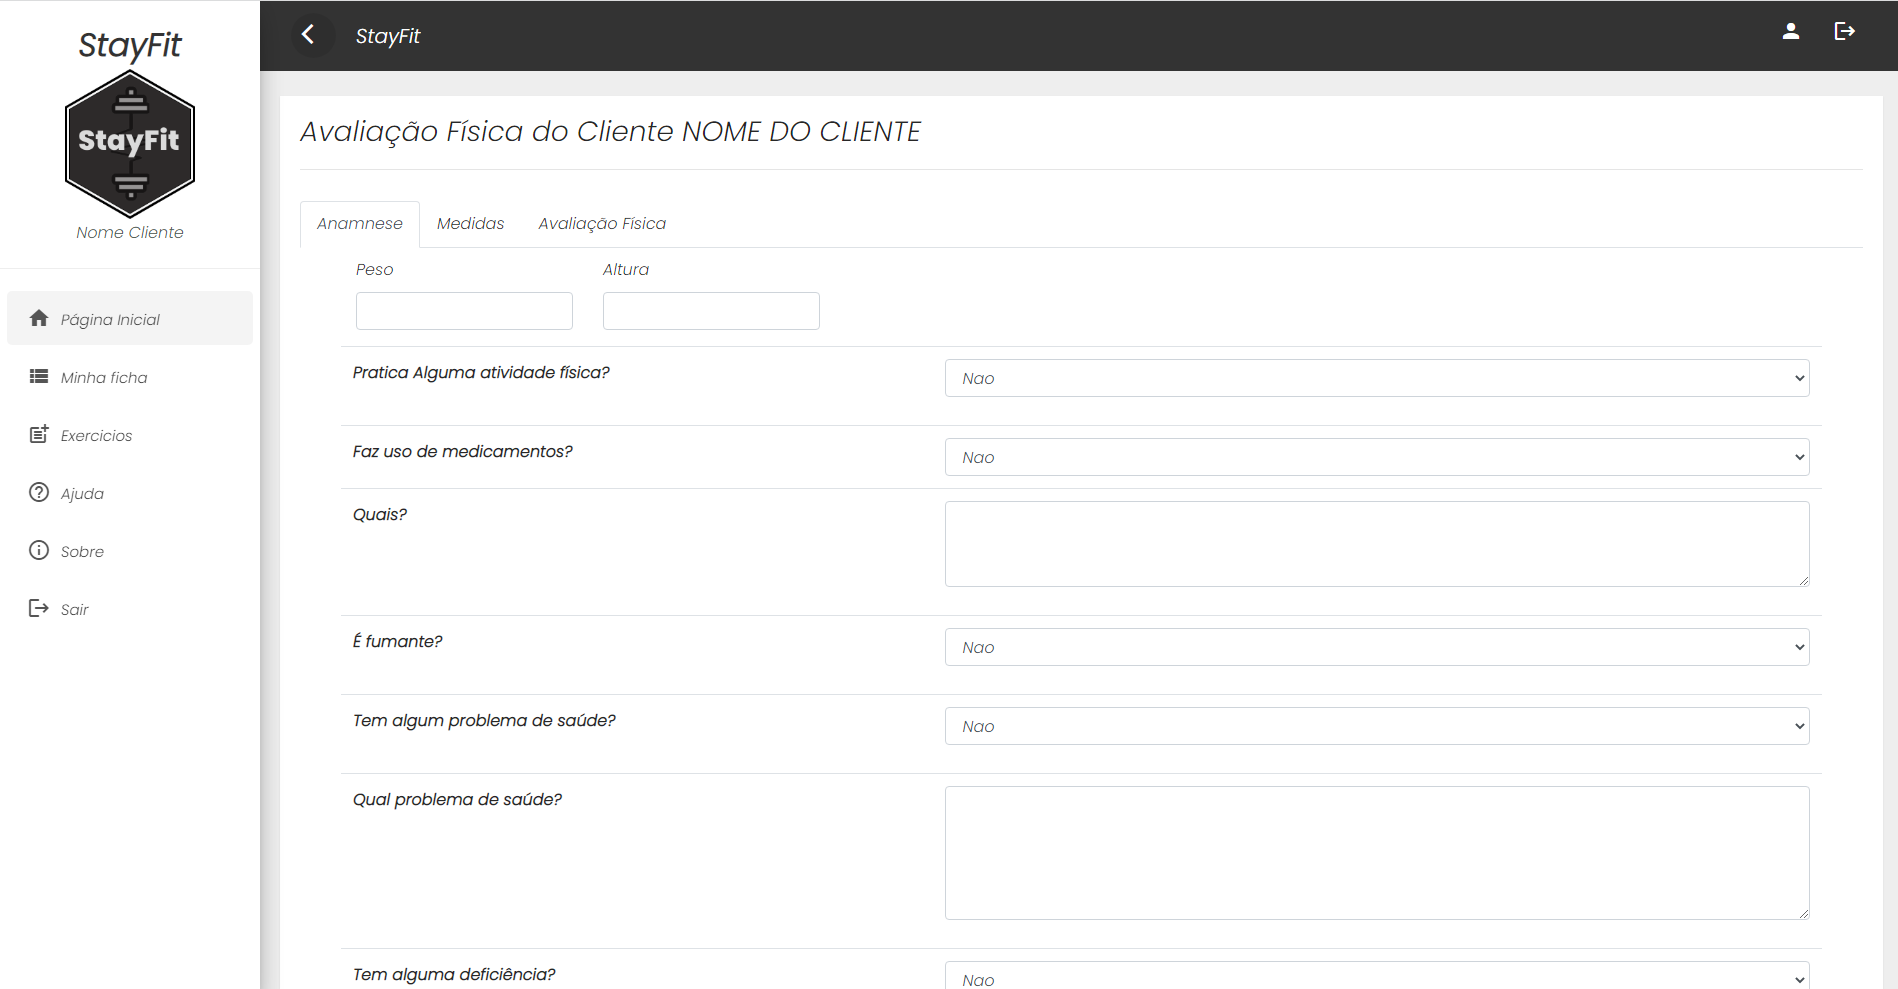 StayFit
StayFit
Nome Cliente
Página Inicial
Minha ficha
Exercicios
Ajuda
Sobre
Sair
StayFit
Avaliação Física do Cliente NOME DO CLIENTE
Anamnese Medidas Avaliação Física
Peso Altura
Pratica Alguma atividade física? Nao
Faz uso de medicamentos? Nao
Quais?
É fumante? Nao
Tem algum problema de saúde? Nao
Qual problema de saúde?
Tem alguma deficiência? Nao